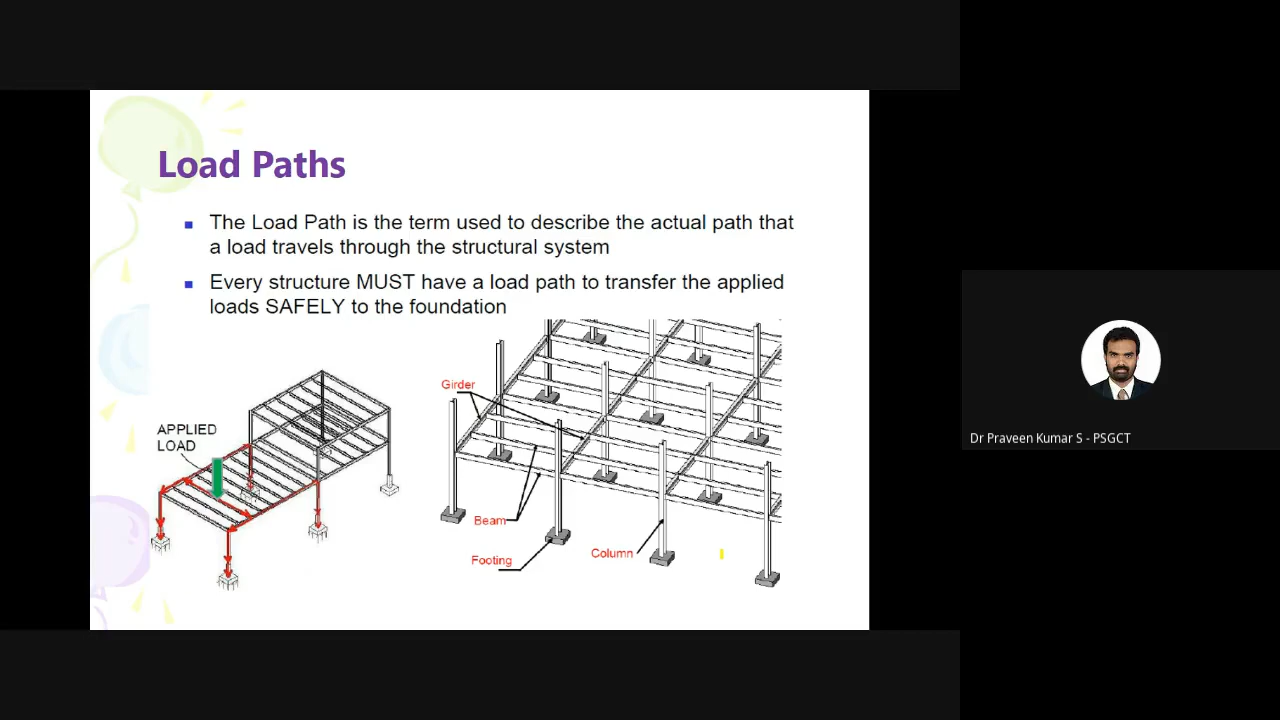 Load Paths
The Load Path is the term used to describe the actual path that
a load travels through the structural system
Every structure MUST have a load path to transfer the applied
loads SAFELY to the foundation
APPLIED
LOAD
Girder
Beam
Footing
Column
Dr Praveen Kumar S - PSGCT